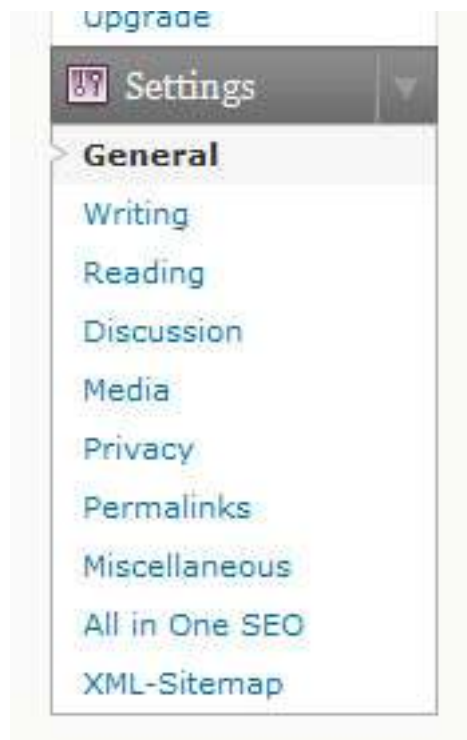 Upgrade
Settings
General
Writing
Reading
Discussion
Media
Privacy
Permalinks
Miscellaneous
All in One SEO
XML-Sitemap